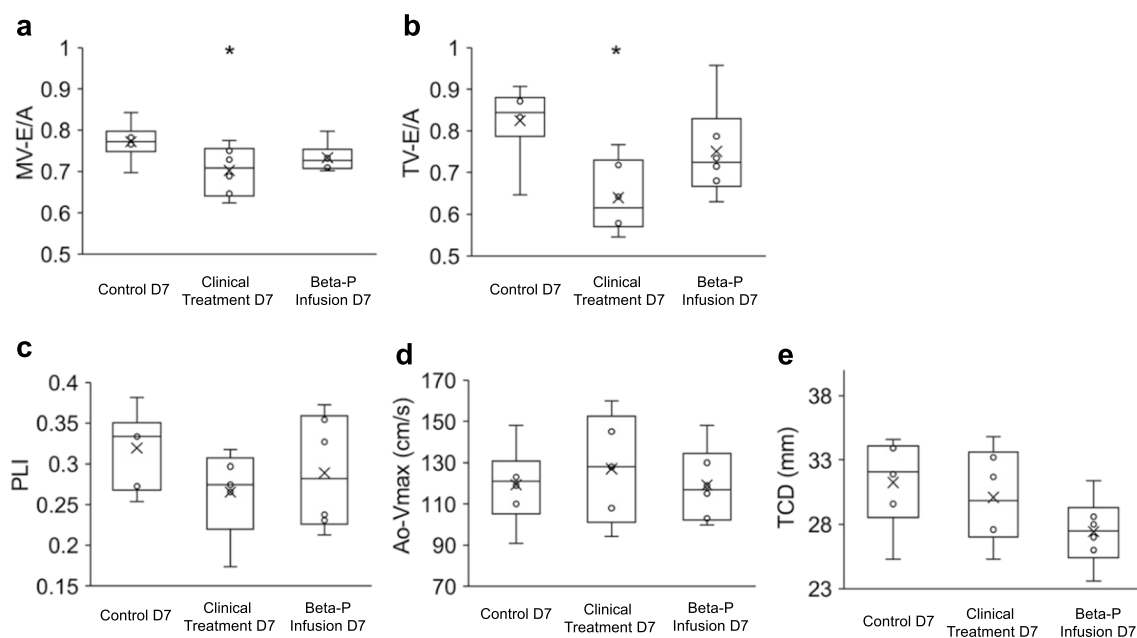 a
1
*
0.9
0.8
0.7
0.6
0.5
MV-E/A
Control D7
Clinical
Treatment D7
Beta-P
Infusion D7
b
1
*
0.9
0.8
0.7
0.6
0.5
TV-E/A
Control D7
Clinical
Treatment D7
Beta-P
Infusion D7
c
0.4
0.35
0.3
0.25
0.2
0.15
PLI
Control D7
Clinical
Treatment D7
Beta-P
Infusion D7
d
170
150
130
110
90
70
Ao-Vmax (cm/s)
Control D7
Clinical
Treatment D7
Beta-P
Infusion D7
e
38
33
28
23
TCD (mm)
Control D7
Clinical
Treatment D7
Beta-P
Infusion D7